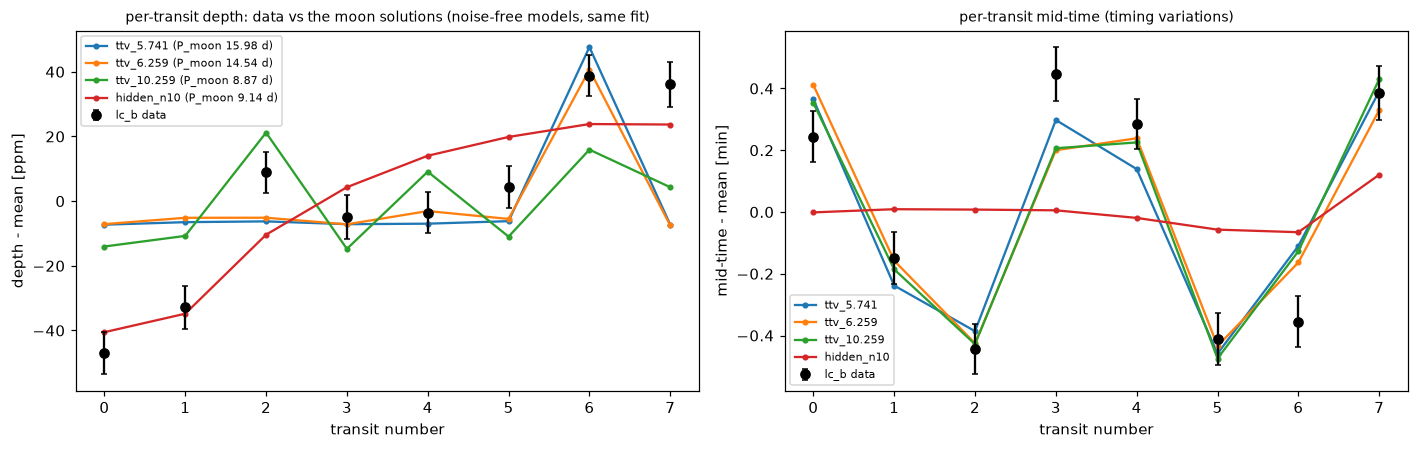 per-transit depth: data vs the moon solutions (noise-free models, same fit)
depth - mean [ppm]
40
20
0
−20
−40
ttv_5.741 (P_moon 15.98 d)
ttv_6.259 (P_moon 14.54 d)
ttv_10.259 (P_moon 8.87 d)
hidden_n10 (P_moon 9.14 d)
lc_b data
0 1 2 3 4 5 6 7
transit number
per-transit mid-time (timing variations)
mid-time - mean [min]
0.4
0.2
0.0
−0.2
−0.4
ttv_5.741
ttv_6.259
ttv_10.259
hidden_n10
lc_b data
0 1 2 3 4 5 6 7
transit number